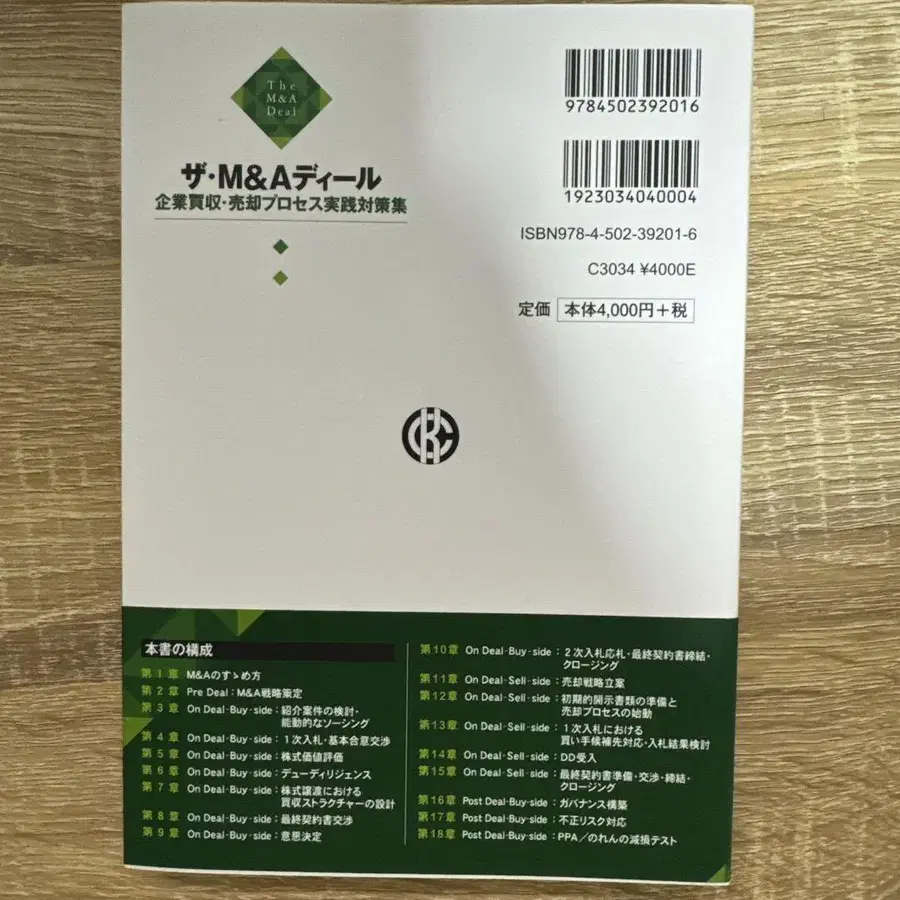 The
M&A
Deal
ザ・M&Aディール
企業買収・売却プロセス実践対策集
9784502392016
1923034040004
ISBN978-4-502-39201-6
C3034 ¥4000E
定価 本体4,000円+税
本書の構成
第1章 M&Aのすゝめ方
第2章 Pre Deal：M&A戦略策定
第3章 On Deal・Buy-side：紹介案件の検討・
能動的なソーシング
第4章 On Deal・Buy-side：1次入札・基本合意交渉
第5章 On Deal・Buy-side：株式価値評価
第6章 On Deal・Buy-side：デューディリジェンス
第7章 On Deal・Buy-side：株式譲渡における
買収ストラクチャーの設計
第8章 On Deal・Buy-side：最終契約書交渉
第9章 On Deal・Buy-side：意思決定
第10章 On Deal・Buy-side：2次入札応札・最終契約書締結・
クロージング
第11章 On Deal・Sell-side：売却戦略立案
第12章 On Deal・Sell-side：初期的開示書類の準備と
売却プロセスの始動
第13章 On Deal・Sell-side：1次入札における
買い手候補先対応・入札結果検討
第14章 On Deal・Sell-side：DD受入
第15章 On Deal・Sell-side：最終契約書準備・交渉・締結・
クロージング
第16章 Post Deal・Buy-side：ガバナンス構築
第17章 Post Deal・Buy-side：不正リスク対応
第18章 Post Deal・Buy-side：PPA／のれんの減損テスト